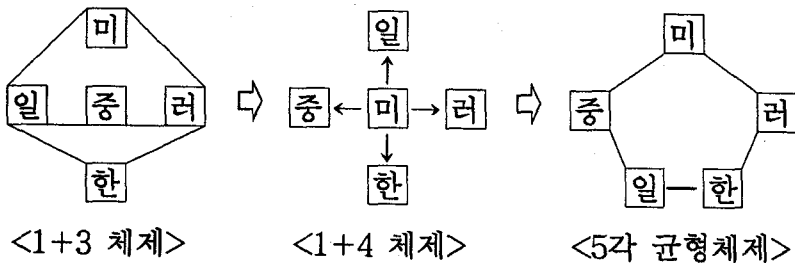 미 일 미
일 중 러 ⇨ 중 ← 미 → 러 ⇨ 중 러
한 한 일 ─ 한
<1+3 체제> <1+4 체제> <5각 균형체제>